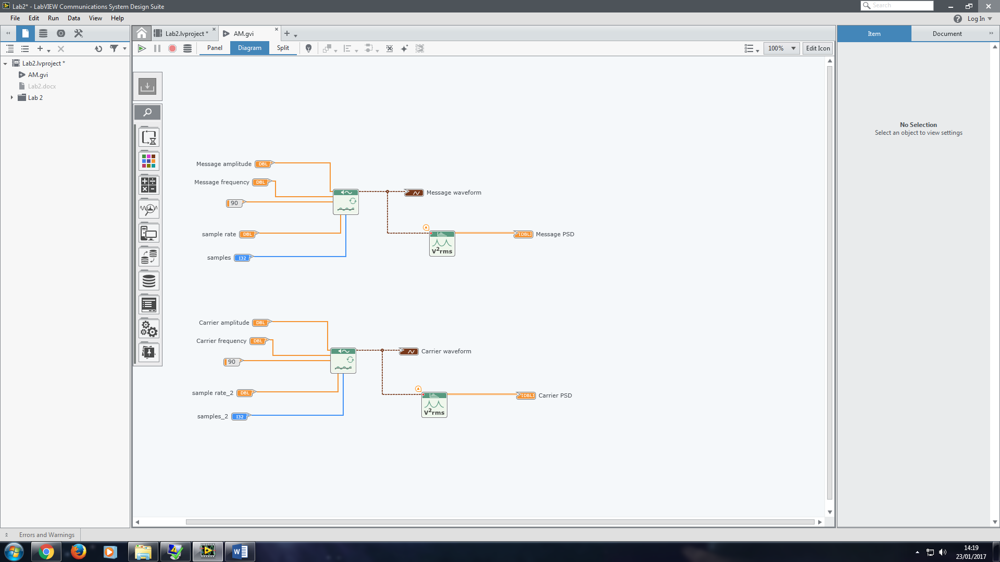 Lab2* - LabVIEW Communications System Design Suite
Search
File Edit Run Data View Help
Log In
Lab2.lvproject *
AM.gvi
Item
Document
Panel
Diagram
Split
100%
Edit Icon
Lab2.lvproject *
AM.gvi
Lab2.docx
Lab 2
No Selection
Select an object to view settings
Message amplitude DBL
Message frequency DBL
90
Message waveform
sample rate DBL
samples I32
V2rms
[DBL] Message PSD
Carrier amplitude DBL
Carrier frequency DBL
90
Carrier waveform
sample rate_2 DBL
samples_2 I32
V2rms
[DBL] Carrier PSD
Errors and Warnings
W
14:19
23/01/2017